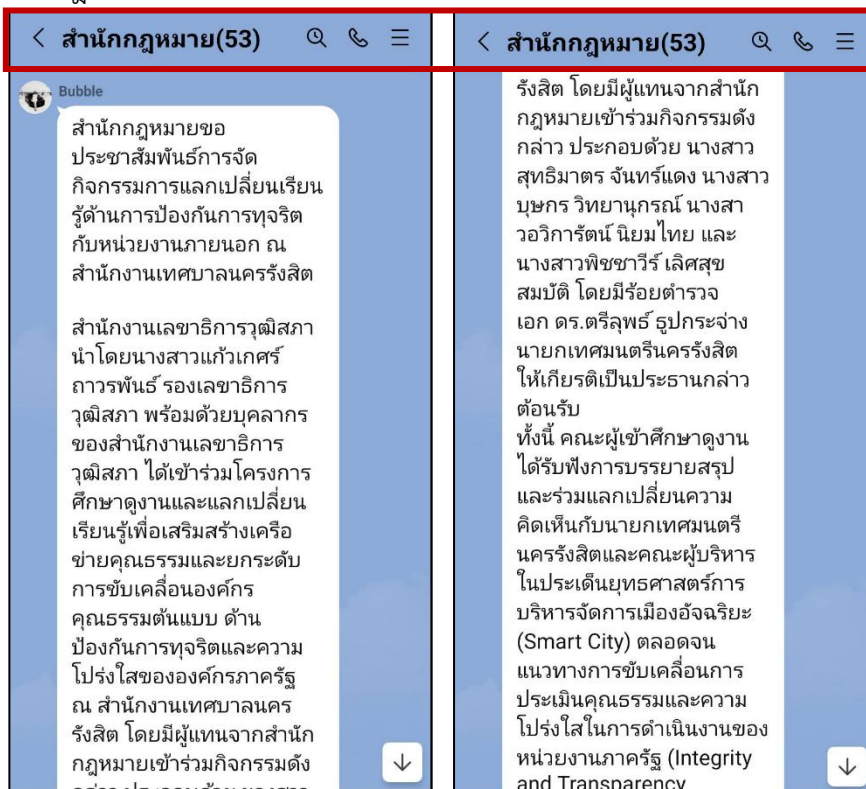 สำนักกฎหมาย(53)
Bubble
สำนักกฎหมายขอ
ประชาสัมพันธ์การจัด
กิจกรรมการแลกเปลี่ยนเรียน
รู้ด้านการป้องกันการทุจริต
กับหน่วยงานภายนอก ณ
สำนักงานเทศบาลนครรังสิต
สำนักงานเลขาธิการวุฒิสภา
นำโดยนางสาวแก้วเกศร์
ถาวรพันธ์ รองเลขาธิการ
วุฒิสภา พร้อมด้วยบุคลากร
ของสำนักงานเลขาธิการ
วุฒิสภา ได้เข้าร่วมโครงการ
ศึกษาดูงานและแลกเปลี่ยน
เรียนรู้เพื่อเสริมสร้างเครือ
ข่ายคุณธรรมและยกระดับ
การขับเคลื่อนองค์กร
คุณธรรมต้นแบบ ด้าน
ป้องกันการทุจริตและความ
โปร่งใสขององค์กรภาครัฐ
ณ สำนักงานเทศบาลนคร
รังสิต โดยมีผู้แทนจากสำนัก
กฎหมายเข้าร่วมกิจกรรมดัง
สำนักกฎหมาย(53)
รังสิต โดยมีผู้แทนจากสำนัก
กฎหมายเข้าร่วมกิจกรรมดัง
กล่าว ประกอบด้วย นางสาว
สุทธิมาตร จันทร์แดง นางสาว
บุษกร วิทยานุกรณ์ นางสา
วอวิการัตน์ นิยมไทย และ
นางสาวพิชชาวีร์ เลิศสุข
สมบัติ โดยมีร้อยตำรวจ
เอก ดร.ตรีลุพธ์ ธูปกระจ่าง
นายกเทศมนตรีนครรังสิต
ให้เกียรติเป็นประธานกล่าว
ต้อนรับ
ทั้งนี้ คณะผู้เข้าศึกษาดูงาน
ได้รับฟังการบรรยายสรุป
และร่วมแลกเปลี่ยนความ
คิดเห็นกับนายกเทศมนตรี
นครรังสิตและคณะผู้บริหาร
ในประเด็นยุทธศาสตร์การ
บริหารจัดการเมืองอัจฉริยะ
(Smart City) ตลอดจน
แนวทางการขับเคลื่อนการ
ประเมินคุณธรรมและความ
โปร่งใสในการดำเนินงานของ
หน่วยงานภาครัฐ (Integrity
and Transparency